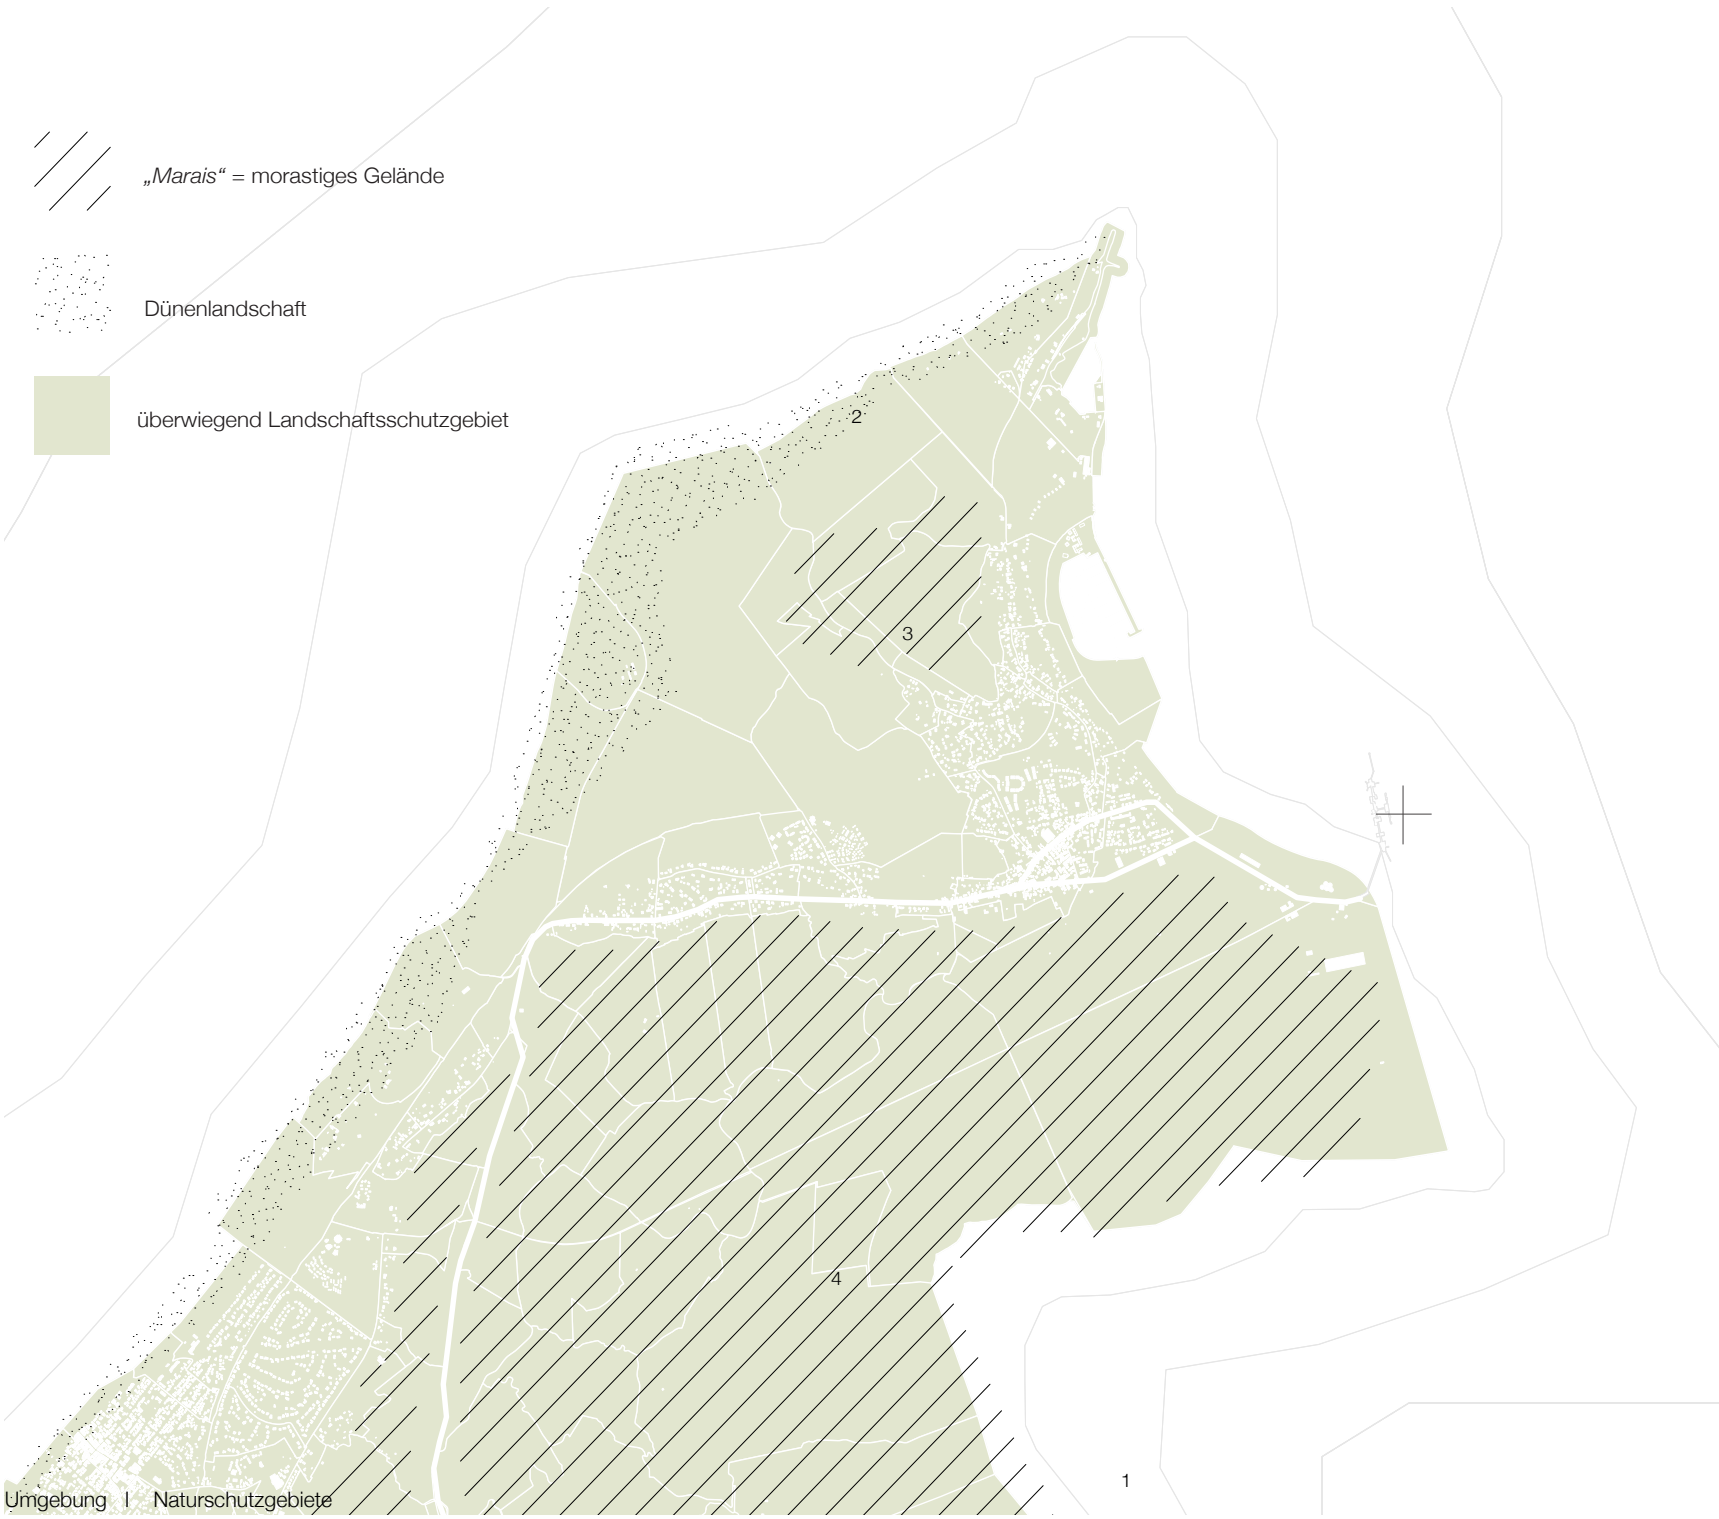 „Marais“ = morastiges Gelände
Dünenlandschaft
überwiegend Landschaftsschutzgebiet
2
3
4
1
Umgebung I Naturschutzgebiete